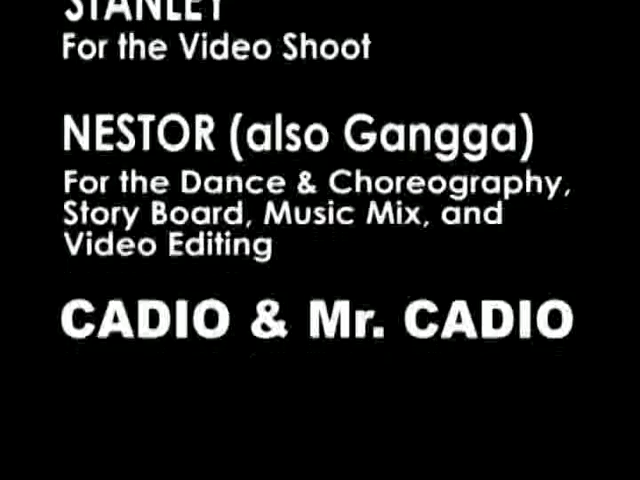 STANLEY
For the Video Shoot
NESTOR (also Gangga)
For the Dance & Choreography,
Story Board, Music Mix, and
Video Editing
CADIO & Mr. CADIO